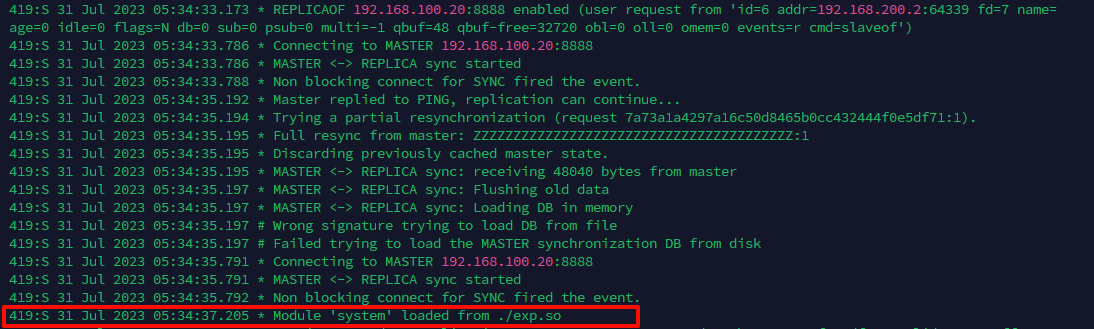 419:S 31 Jul 2023 05:34:33.173 * REPLICAOF 192.168.100.20:8888 enabled (user request from 'id=6 addr=192.168.200.2:64339 fd=7 name=
age=0 idle=0 flags=N db=0 sub=0 psub=0 multi=-1 qbuf=48 qbuf-free=32720 obl=0 oll=0 omem=0 events=r cmd=slaveof')
419:S 31 Jul 2023 05:34:33.786 * Connecting to MASTER 192.168.100.20:8888
419:S 31 Jul 2023 05:34:33.786 * MASTER <-> REPLICA sync started
419:S 31 Jul 2023 05:34:33.788 * Non blocking connect for SYNC fired the event.
419:S 31 Jul 2023 05:34:35.192 * Master replied to PING, replication can continue...
419:S 31 Jul 2023 05:34:35.194 * Trying a partial resynchronization (request 7a73a1a4297a16c50d8465b0cc432444f0e5df71:1).
419:S 31 Jul 2023 05:34:35.195 * Full resync from master: ZZZZZZZZZZZZZZZZZZZZZZZZZZZZZZZZZZZZZZZZ:1
419:S 31 Jul 2023 05:34:35.195 * Discarding previously cached master state.
419:S 31 Jul 2023 05:34:35.195 * MASTER <-> REPLICA sync: receiving 48040 bytes from master
419:S 31 Jul 2023 05:34:35.197 * MASTER <-> REPLICA sync: Flushing old data
419:S 31 Jul 2023 05:34:35.197 * MASTER <-> REPLICA sync: Loading DB in memory
419:S 31 Jul 2023 05:34:35.197 # Wrong signature trying to load DB from file
419:S 31 Jul 2023 05:34:35.197 # Failed trying to load the MASTER synchronization DB from disk
419:S 31 Jul 2023 05:34:35.791 * Connecting to MASTER 192.168.100.20:8888
419:S 31 Jul 2023 05:34:35.791 * MASTER <-> REPLICA sync started
419:S 31 Jul 2023 05:34:35.792 * Non blocking connect for SYNC fired the event.
419:S 31 Jul 2023 05:34:37.205 * Module 'system' loaded from ./exp.so